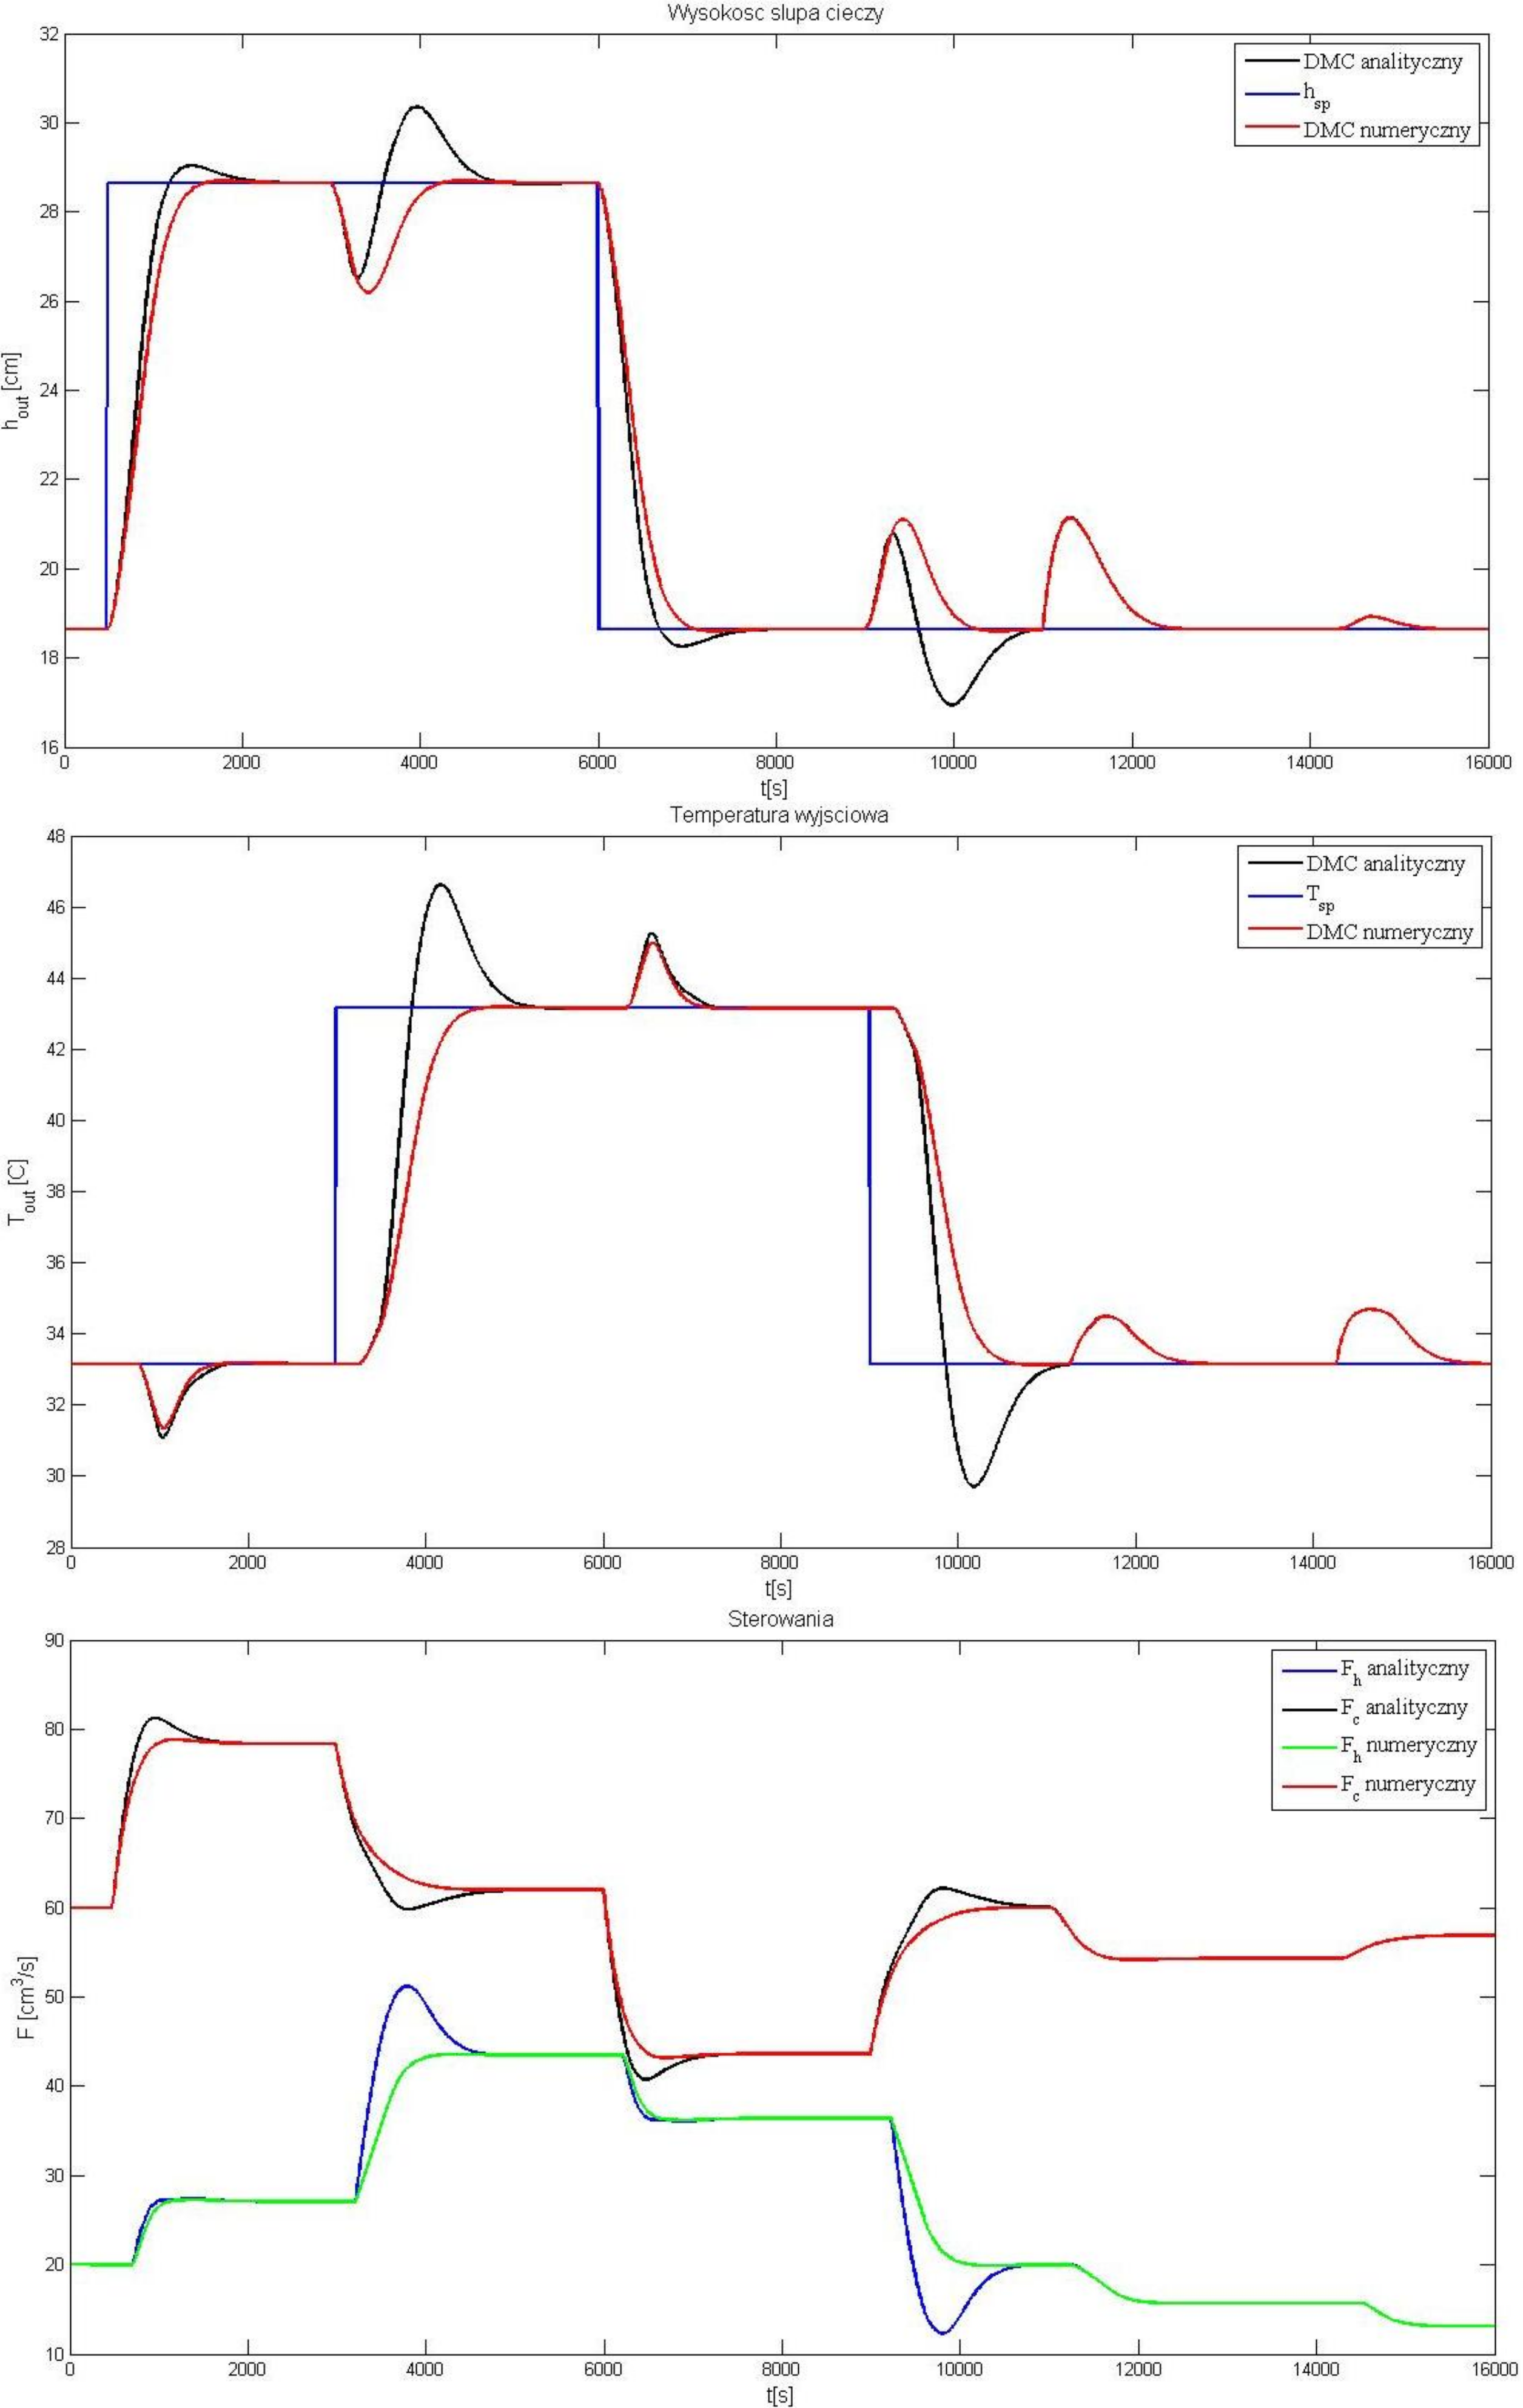 Wysokosc slupa cieczy
32
30
28
26
24
22
20
18
16
h_out [cm]
DMC analityczny
h_sp
DMC numeryczny
0 2000 4000 6000 8000 10000 12000 14000 16000
t[s]
Temperatura wyjsciowa
48
46
44
42
40
38
36
34
32
30
28
T_out [C]
DMC analityczny
T_sp
DMC numeryczny
0 2000 4000 6000 8000 10000 12000 14000 16000
t[s]
Sterowania
90
80
70
60
50
40
30
20
10
F [cm³/s]
F_h analityczny
F_c analityczny
F_h numeryczny
F_c numeryczny
0 2000 4000 6000 8000 10000 12000 14000 16000
t[s]